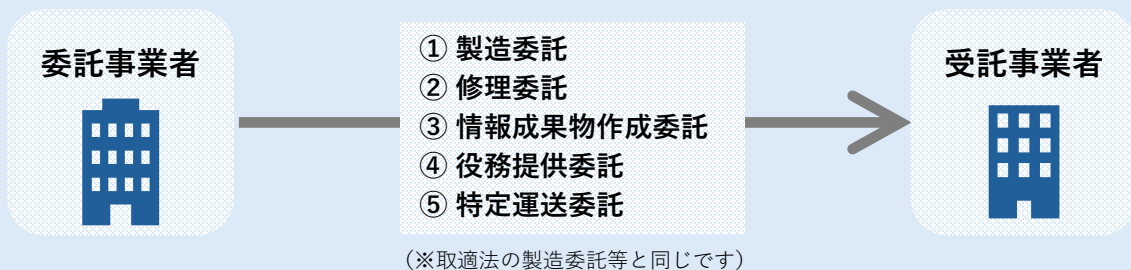 委託事業者
① 製造委託
② 修理委託
③ 情報成果物作成委託
④ 役務提供委託
⑤ 特定運送委託
受託事業者
（※取適法の製造委託等と同じです）